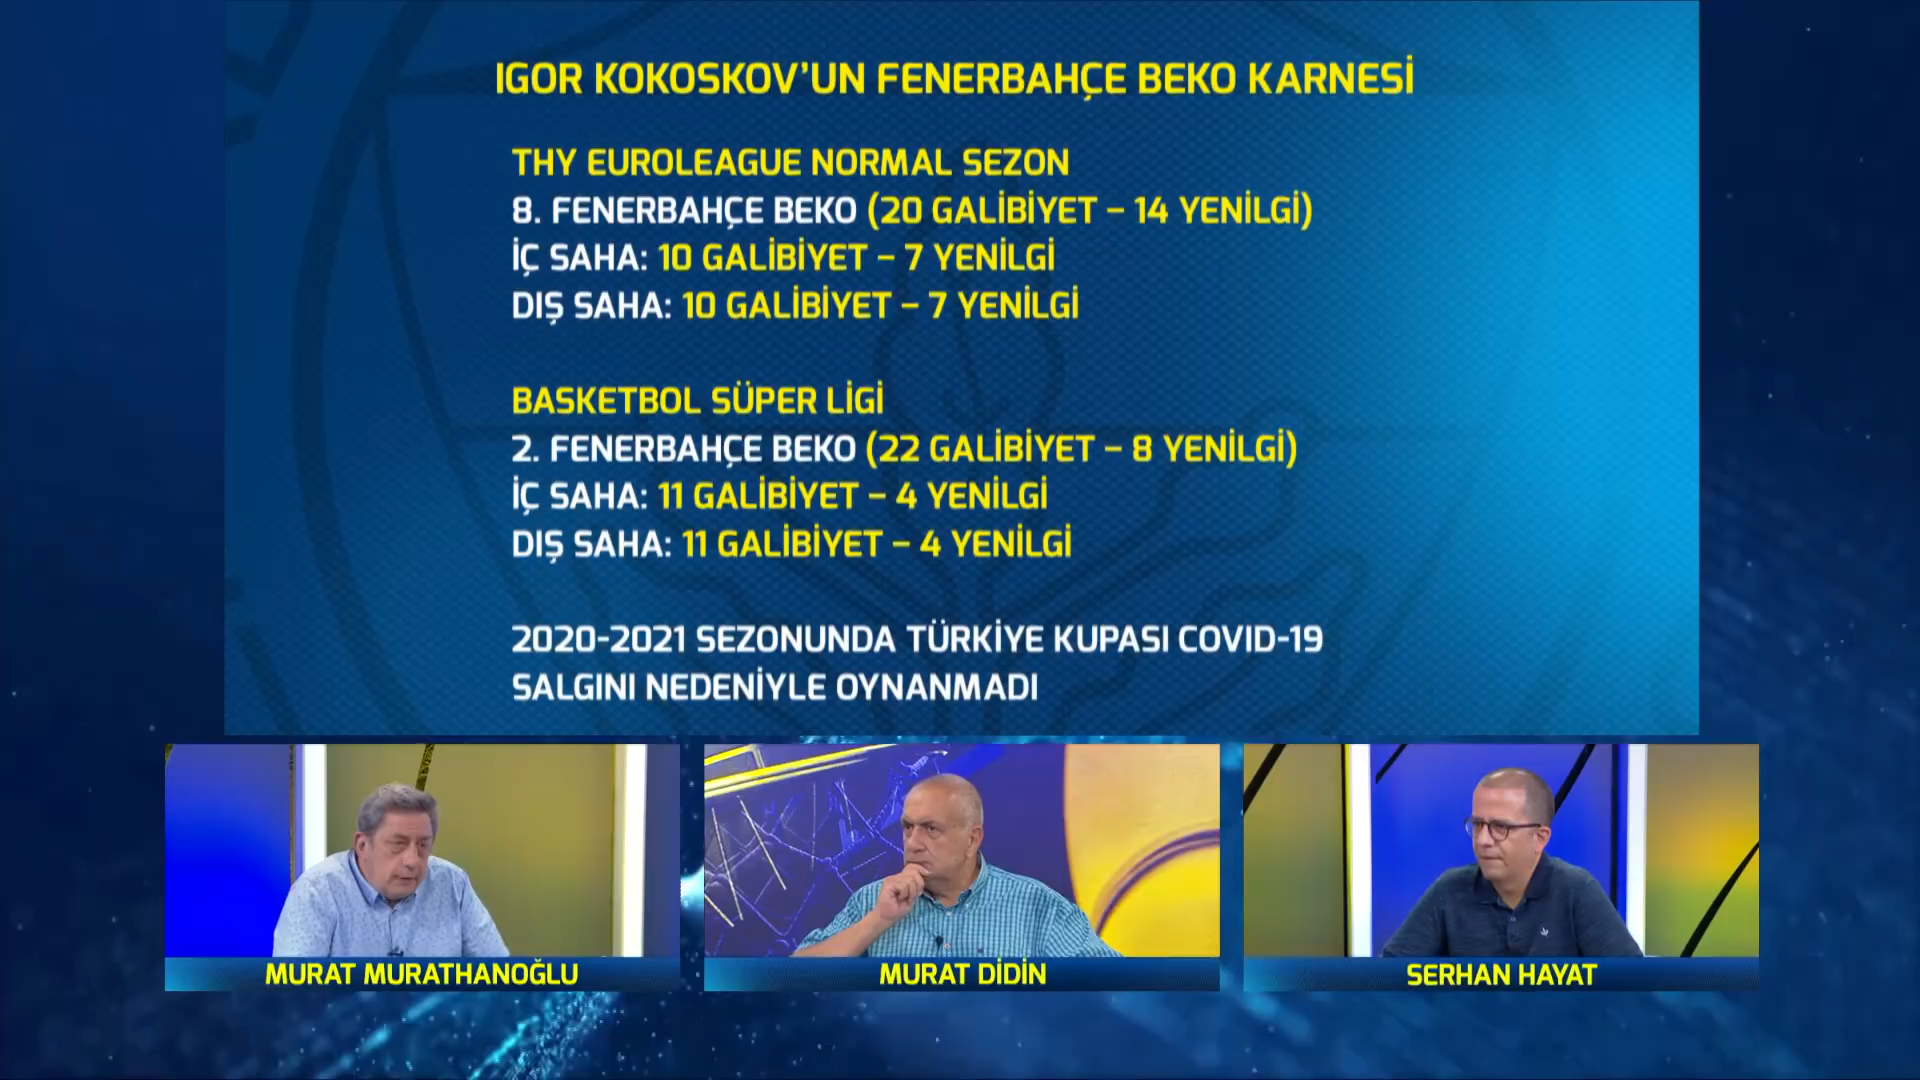 IGOR KOKOSKOV’UN FENERBAHÇE BEKO KARNESİ
THY EUROLEAGUE NORMAL SEZON
8. FENERBAHÇE BEKO (20 GALİBİYET – 14 YENİLGİ)
İÇ SAHA: 10 GALİBİYET – 7 YENİLGİ
DIŞ SAHA: 10 GALİBİYET – 7 YENİLGİ
BASKETBOL SÜPER LİGİ
2. FENERBAHÇE BEKO (22 GALİBİYET – 8 YENİLGİ)
İÇ SAHA: 11 GALİBİYET – 4 YENİLGİ
DIŞ SAHA: 11 GALİBİYET – 4 YENİLGİ
2020-2021 SEZONUNDA TÜRKİYE KUPASI COVID-19
SALGINI NEDENİYLE OYNANMADI
MURAT MURATHANOĞLU
MURAT DİDİN
SERHAN HAYAT